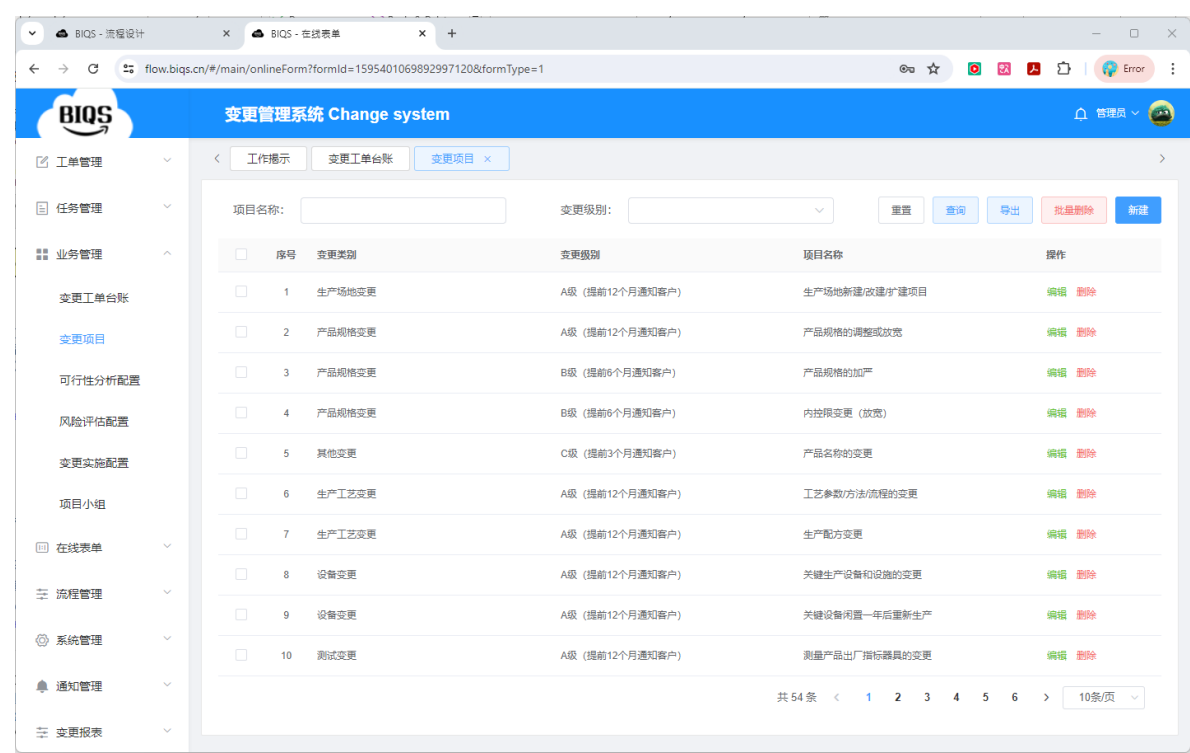 BIQS - 流程设计
BIQS - 在线表单
flow.biqs.cn/#/main/onlineForm?formId=1595401069892997120&formType=1
Error
BIQS
变更管理系统 Change system
管理员
工单管理
任务管理
业务管理
变更工单台账
变更项目
可行性分析配置
风险评估配置
变更实施配置
项目小组
在线表单
流程管理
系统管理
通知管理
变更报表
工作揭示 变更工单台账 变更项目 ×
项目名称: 变更级别: 重置 查询 导出 批量删除 新建
序号 变更类别 变更级别 项目名称 操作
1 生产场地变更 A级（提前12个月通知客户） 生产场地新建/改建/扩建项目 编辑 删除
2 产品规格变更 A级（提前12个月通知客户） 产品规格的调整或放宽 编辑 删除
3 产品规格变更 B级（提前6个月通知客户） 产品规格的加严 编辑 删除
4 产品规格变更 B级（提前6个月通知客户） 内控限变更（放宽） 编辑 删除
5 其他变更 C级（提前3个月通知客户） 产品名称的变更 编辑 删除
6 生产工艺变更 A级（提前12个月通知客户） 工艺参数/方法/流程的变更 编辑 删除
7 生产工艺变更 A级（提前12个月通知客户） 生产配方变更 编辑 删除
8 设备变更 A级（提前12个月通知客户） 关键生产设备和设施的变更 编辑 删除
9 设备变更 A级（提前12个月通知客户） 关键设备闲置一年后重新生产 编辑 删除
10 测试变更 A级（提前12个月通知客户） 测量产品出厂指标器具的变更 编辑 删除
共 54 条 1 2 3 4 5 6 10条/页